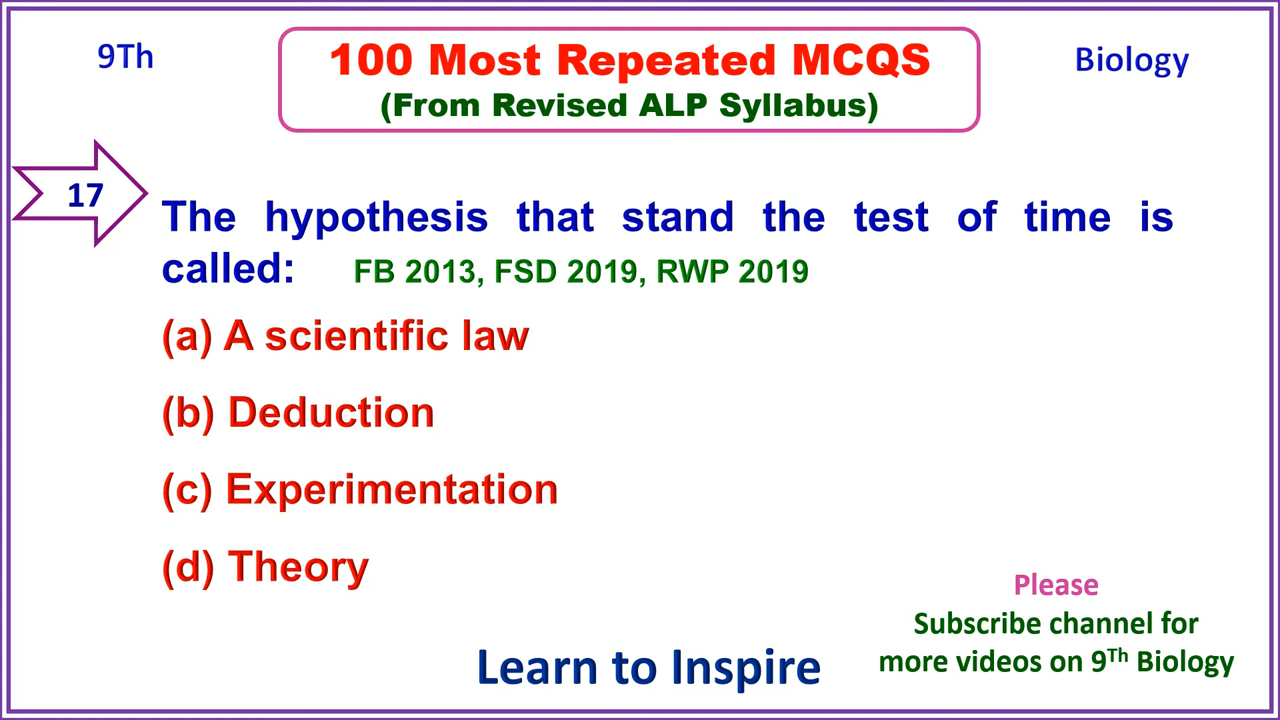 9Th
100 Most Repeated MCQS
Biology
(From Revised ALP Syllabus)
17
The hypothesis that stand the test of time is
called: FB 2013, FSD 2019, RWP 2019
(a) A scientific law
(b) Deduction
(c) Experimentation
(d) Theory
Please
Subscribe channel for
more videos on 9Th Biology
Learn to Inspire